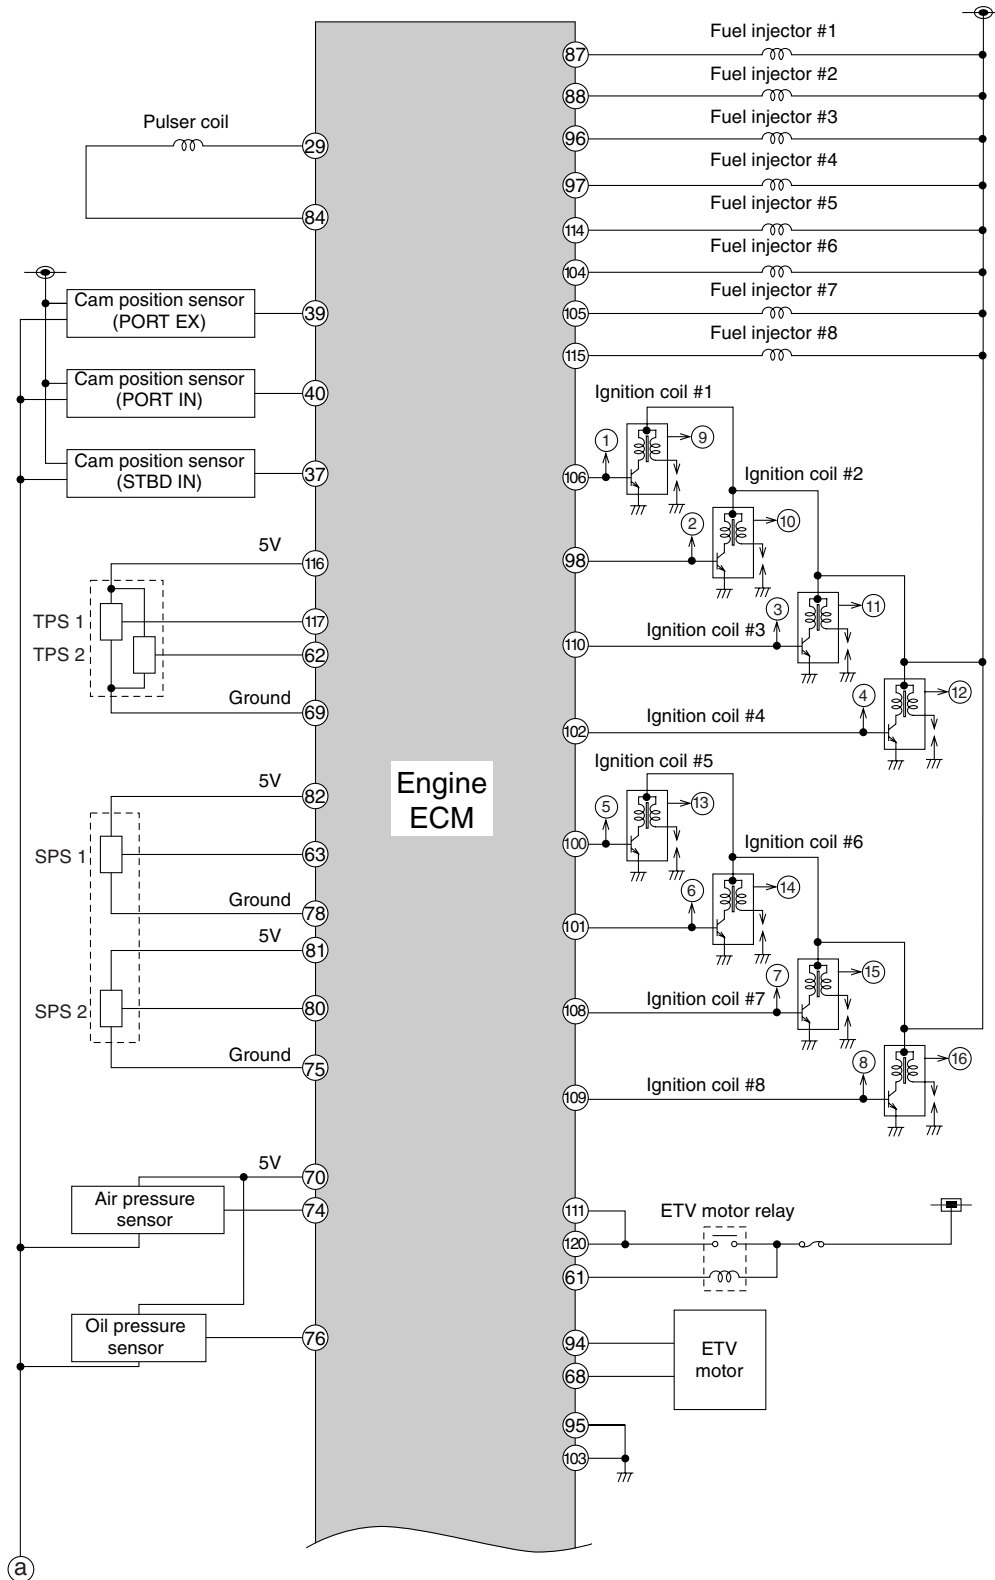 Fuel injector #1
87
Fuel injector #2
88
Pulser coil
Fuel injector #3
29
96
Fuel injector #4
97
Fuel injector #5
84
114
Fuel injector #6
104
Cam position sensor
(PORT EX)
39
Fuel injector #7
105
Fuel injector #8
115
Cam position sensor
(PORT IN)
40
Ignition coil #1
1
9
Cam position sensor
(STBD IN)
37
106
Ignition coil #2
2
10
5V
116
98
TPS 1
117
3
11
TPS 2
62
110
Ignition coil #3
Ground
69
4
12
102
Ignition coil #4
Engine
ECM
5V
82
Ignition coil #5
5
13
SPS 1
63
100
Ignition coil #6
6
14
Ground
78
101
5V
81
7
15
SPS 2
80
108
Ignition coil #7
Ground
75
8
16
109
Ignition coil #8
5V
70
Air pressure
sensor
74
111
ETV motor relay
120
61
Oil pressure
sensor
76
94
ETV
motor
68
95
103
a